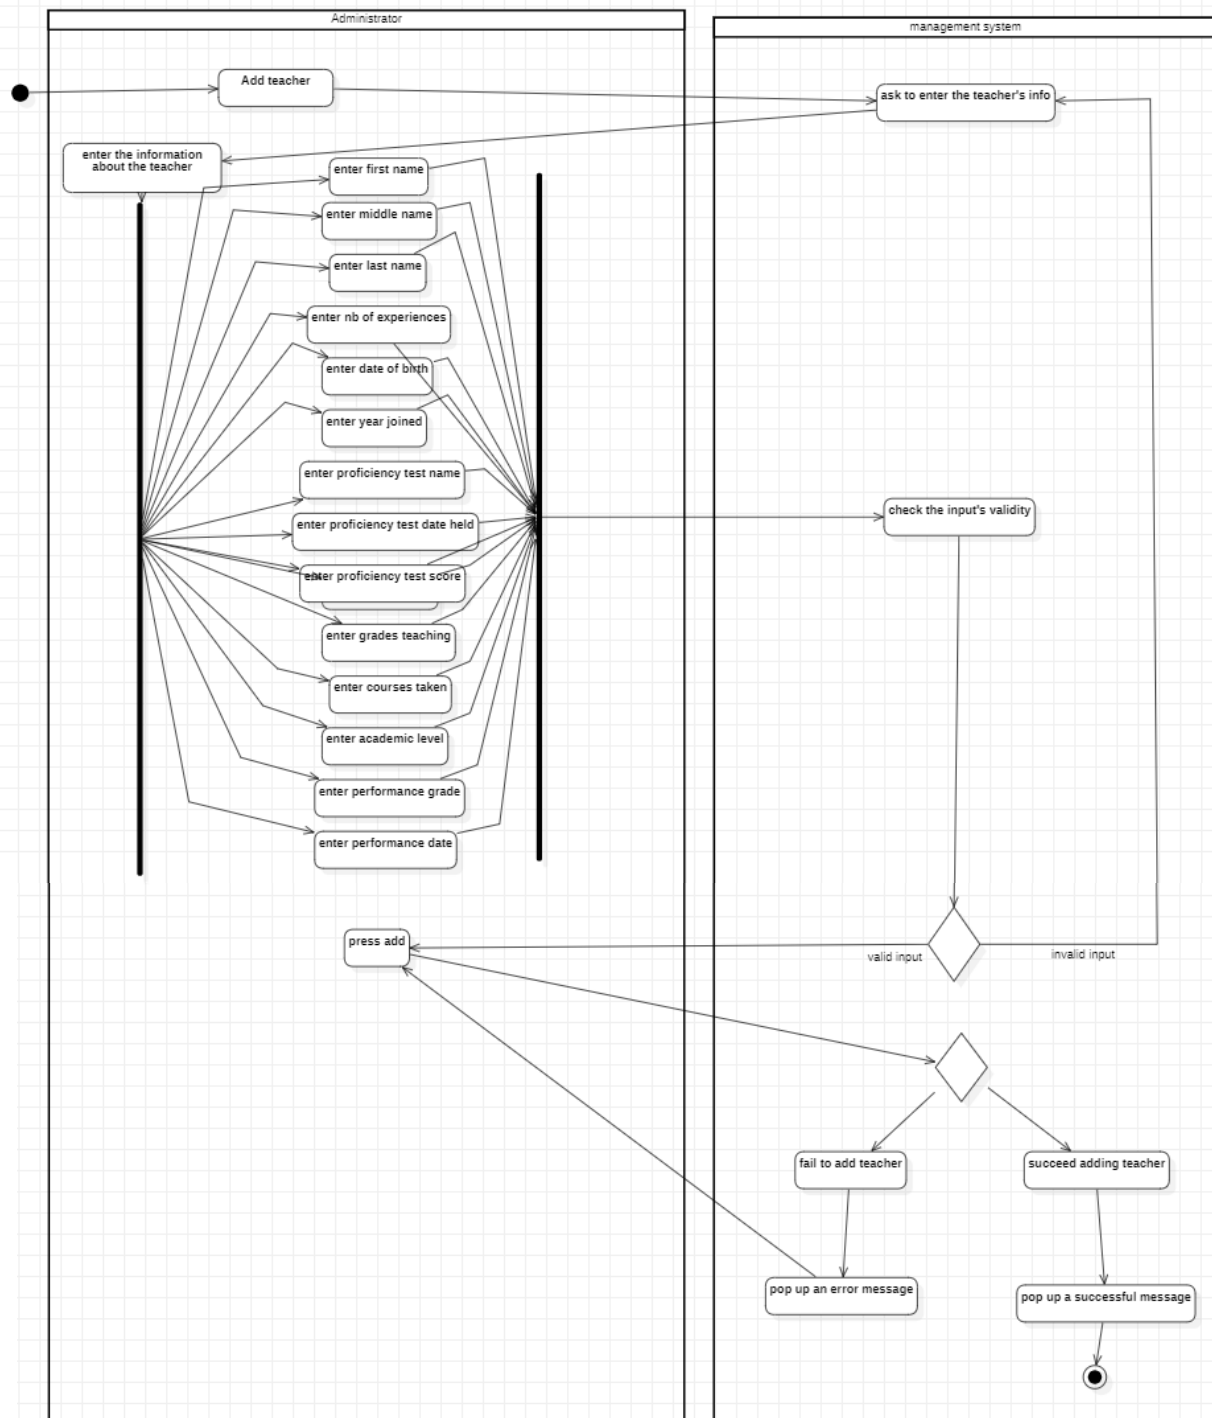 Administrator
management system
Add teacher
ask to enter the teacher's info
enter the information
about the teacher
enter first name
enter middle name
enter last name
enter nb of experiences
enter date of birth
enter year joined
enter proficiency test name
enter proficiency test date held
check the input's validity
enter proficiency test score
enter grades teaching
enter courses taken
enter academic level
enter performance grade
enter performance date
press add
valid input
invalid input
fail to add teacher
succeed adding teacher
pop up an error message
pop up a successful message